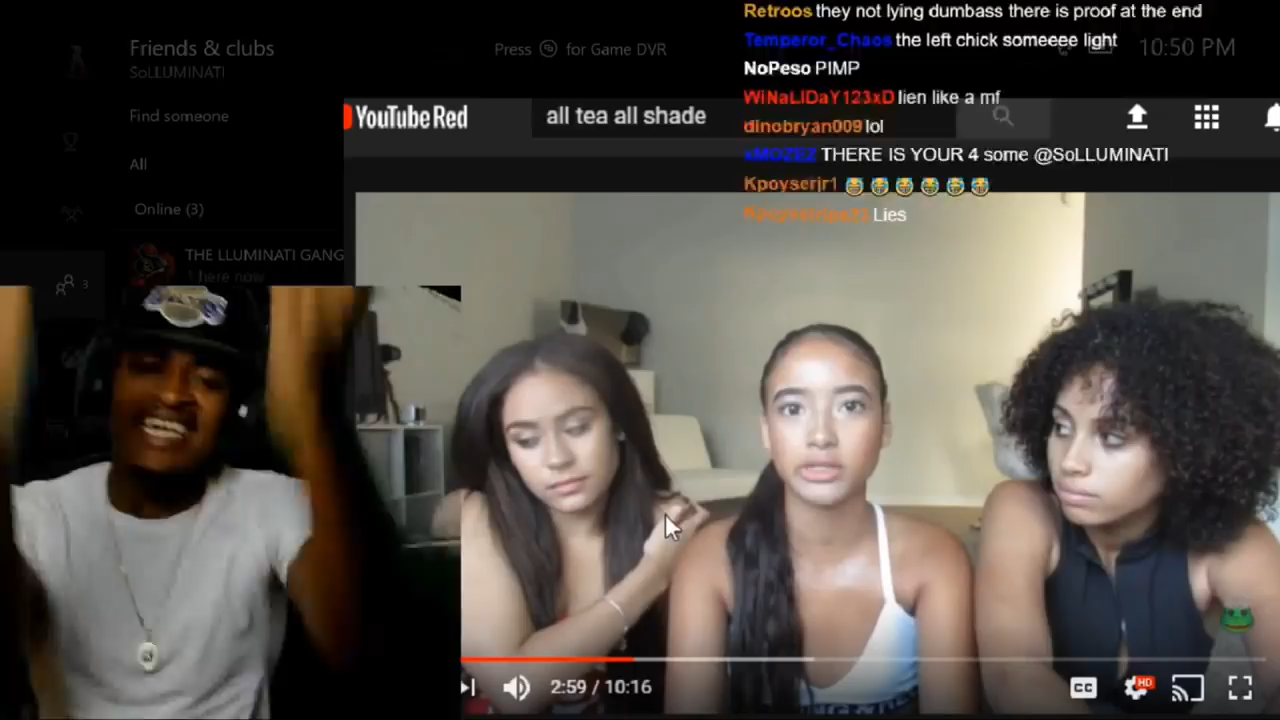 Retroos they not lying dumbass there is proof at the end
Friends & clubs
Press for Game DVR
Temperor_Chaos the left chick someeee light
10:50 PM
SoLLUMINATI
NoPeso PIMP
WiNaLIDaY123xD lien like a mf
YouTube Red
all tea all shade
Find someone
dinobryan009 lol
xMOZEZ THERE IS YOUR 4 some @SoLLUMINATI
All
Kpoyserjr1 😂😂😂😂😂😂
Online (3)
Lies
THE LLUMINATI GANG
1 here now
3
2:59 / 10:16
CC
HD